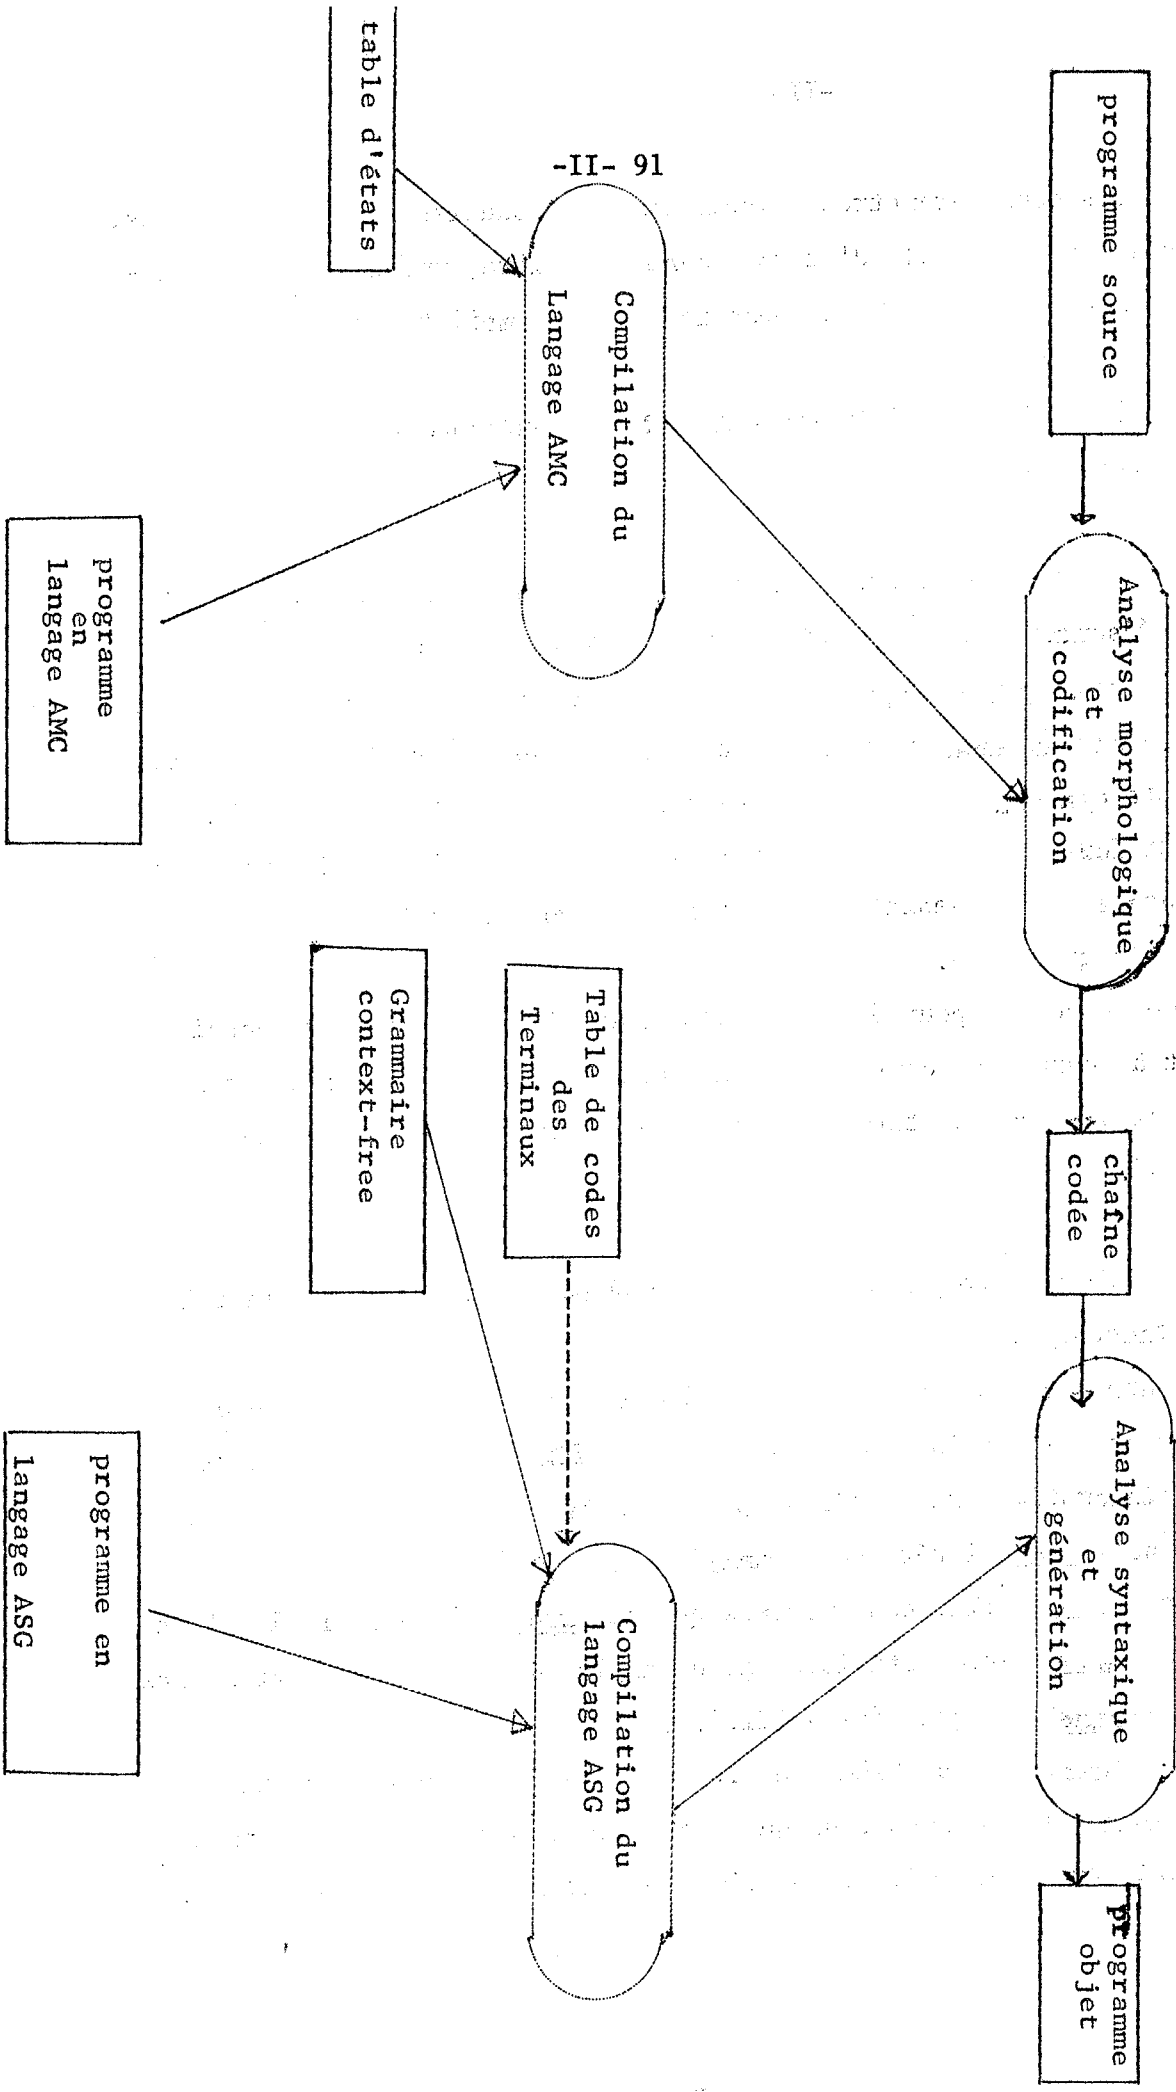 -II- 91
programme source
Analyse morphologique
et
codification
chaîne
codée
Analyse syntaxique
et
génération
programme
objet
Compilation du
Langage AMC
table d'états
programme
en
langage AMC
Table de codes
des
Terminaux
Grammaire
context-free
Compilation du
langage ASG
programme en
langage ASG